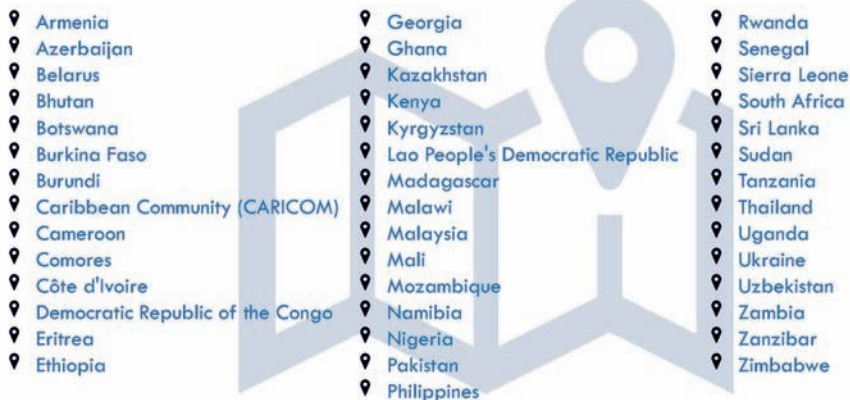 Armenia
Azerbaijan
Belarus
Bhutan
Botswana
Burkina Faso
Burundi
Caribbean Community (CARICOM)
Cameroon
Comores
Côte d'Ivoire
Democratic Republic of the Congo
Eritrea
Ethiopia
Georgia
Ghana
Kazakhstan
Kenya
Kyrgyzstan
Lao People's Democratic Republic
Madagascar
Malawi
Malaysia
Mali
Mozambique
Namibia
Nigeria
Pakistan
Philippines
Rwanda
Senegal
Sierra Leone
South Africa
Sri Lanka
Sudan
Tanzania
Thailand
Uganda
Ukraine
Uzbekistan
Zambia
Zanzibar
Zimbabwe